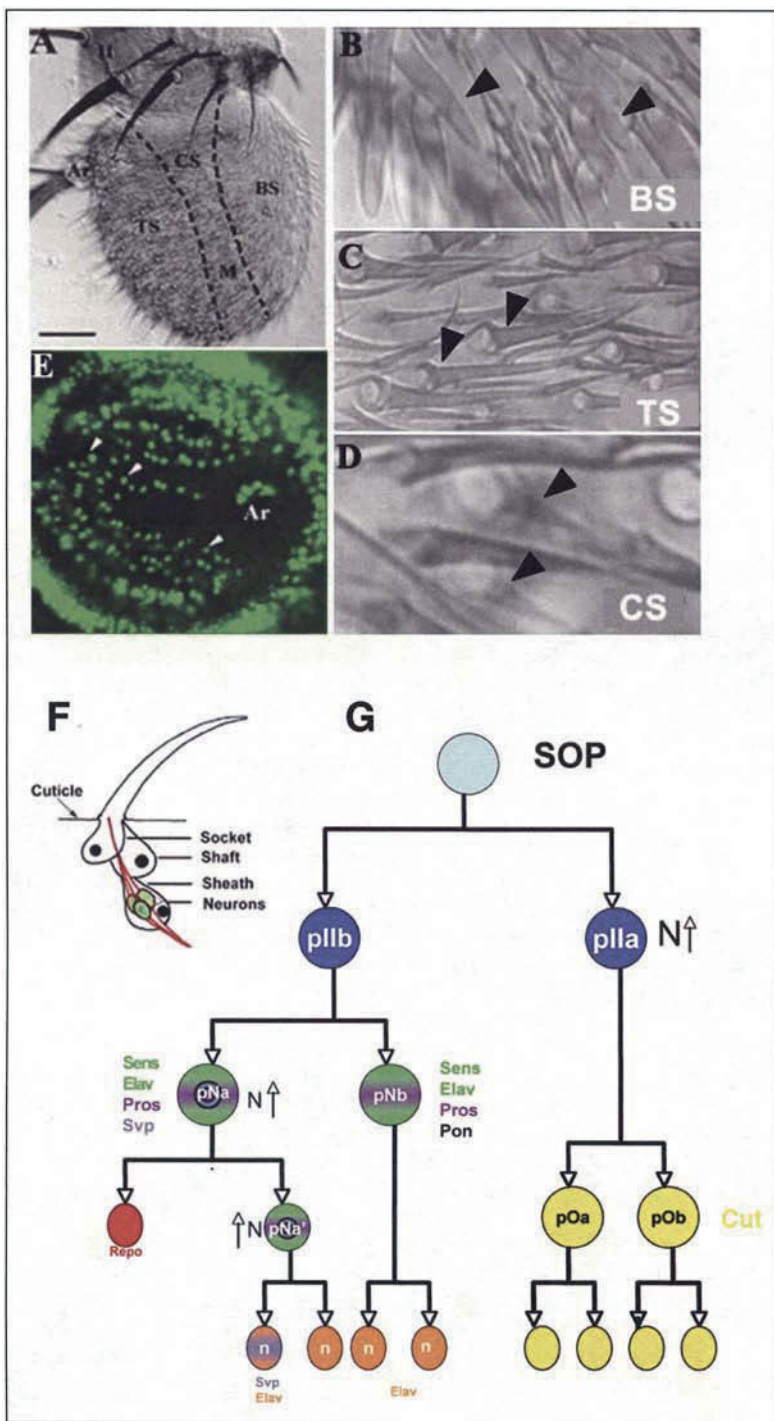 A
H
Ar
CS
BS
TS
M
B
BS
C
TS
D
CS
E
Ar
F
Cuticle
Socket
Shaft
Sheath
Neurons
G
SOP
pIIb
pIIa
N
Sens
Elav
Pros
Svp
pNa
N
pNb
Sens
Elav
Pros
Pon
Repo
N
pNa'
pOa
pOb
Cut
n
n
n
n
Svp
Elav
Elav